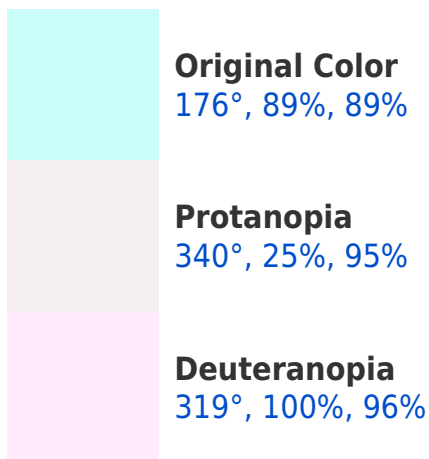 Original Color
176°, 89%, 89%
Protanopia
340°, 25%, 95%
Deuteranopia
319°, 100%, 96%